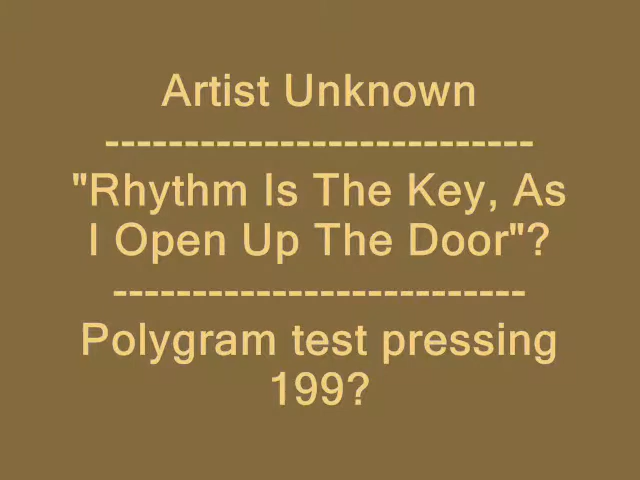 Artist Unknown
---------------------------
"Rhythm Is The Key, As
I Open Up The Door"?
--------------------------
Polygram test pressing
199?